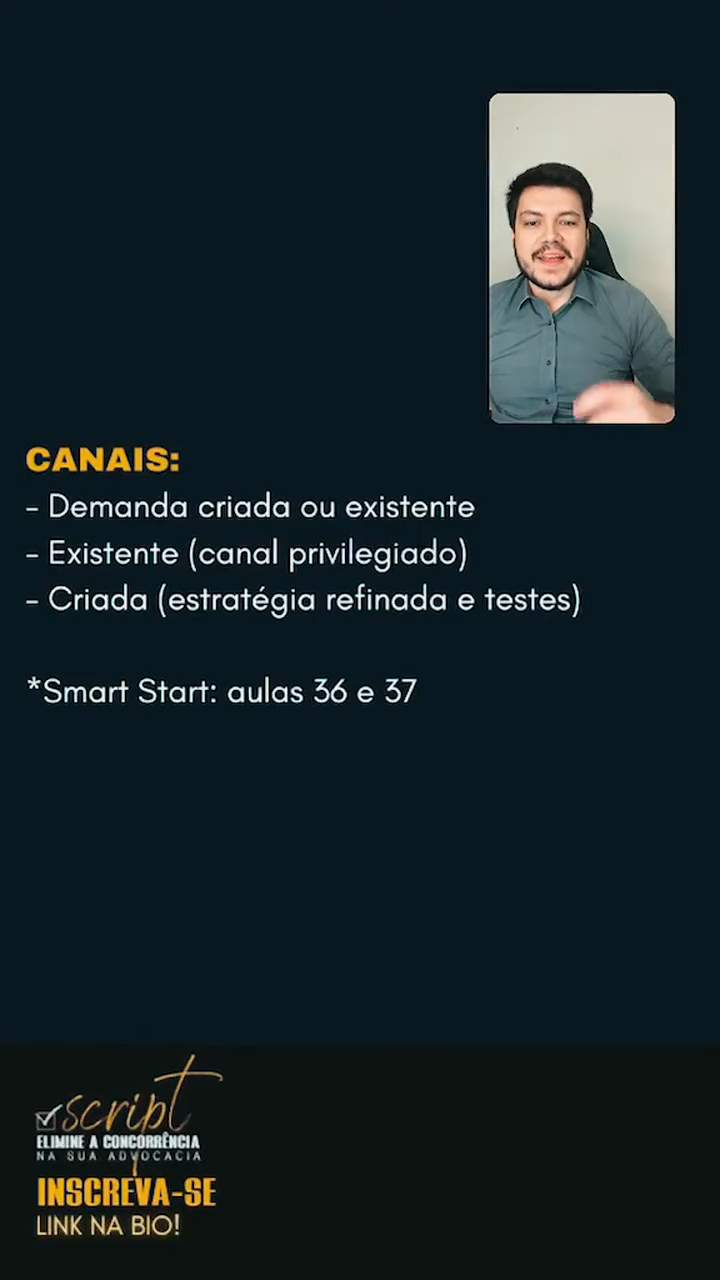 CANAIS:
- Demanda criada ou existente
- Existente (canal privilegiado)
- Criada (estratégia refinada e testes)
*Smart Start: aulas 36 e 37
script
ELIMINE A CONCORRÊNCIA
NA SUA ADVOCACIA
INSCREVA-SE
LINK NA BIO!